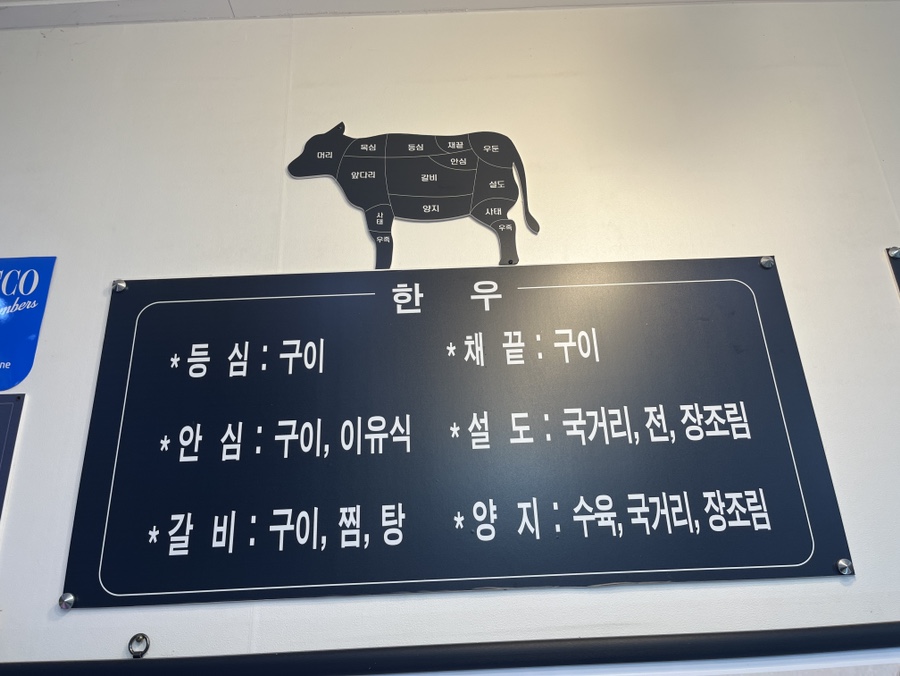 머리
목심
등심
채끝
우둔
안심
앞다리
갈비
설도
양지
사태
사태
우족
우족
CO
mbers
ne
한 우
*등 심 : 구이
*채 끝 : 구이
*안 심 : 구이, 이유식
*설 도 : 국거리, 전, 장조림
*갈 비 : 구이, 찜, 탕
*양 지 : 수육, 국거리, 장조림